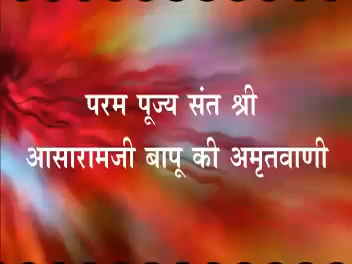 परम पूज्य संत श्री
आसारामजी बापू की अमृतवाणी